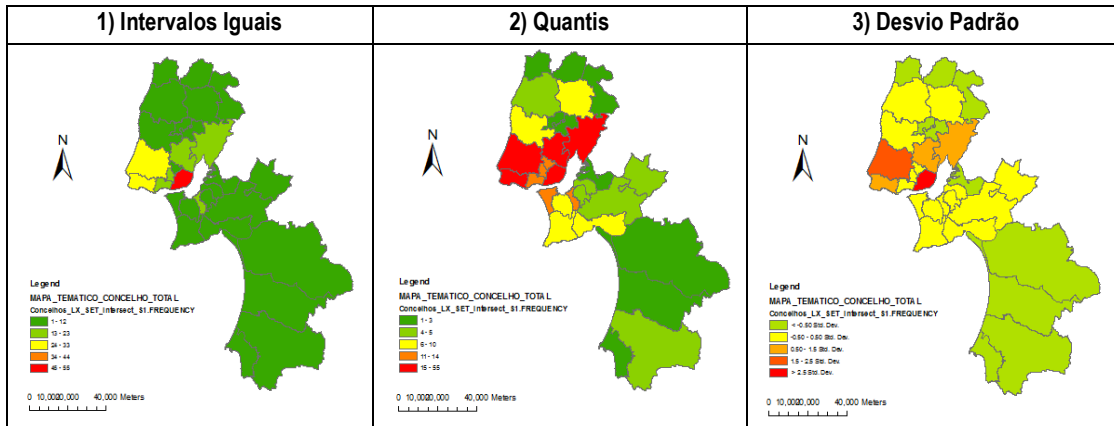 1) Intervalos Iguais
2) Quantis
3) Desvio Padrão
N
Legend
MAPA_TEMATICO_CONCELHO_TOTAL
Concelhos_LX_SET_Intersect_S1.FREQUENCY
1 - 12
13 - 23
24 - 33
34 - 44
45 - 55
0 10,00020,000 40,000 Meters
N
Legend
MAPA_TEMATICO_CONCELHO_TOTAL
Concelhos_LX_SET_Intersect_S1.FREQUENCY
1 - 3
4 - 5
6 - 10
11 - 14
15 - 55
0 10,00020,000 40,000 Meters
N
Legend
MAPA_TEMATICO_CONCELHO_TOTAL
Concelhos_LX_SET_Intersect_S1.FREQUENCY
< -0.50 Std. Dev.
-0.50 - 0.50 Std. Dev.
0.50 - 1.5 Std. Dev.
1.5 - 2.5 Std. Dev.
> 2.5 Std. Dev.
0 10,00020,000 40,000 Meters